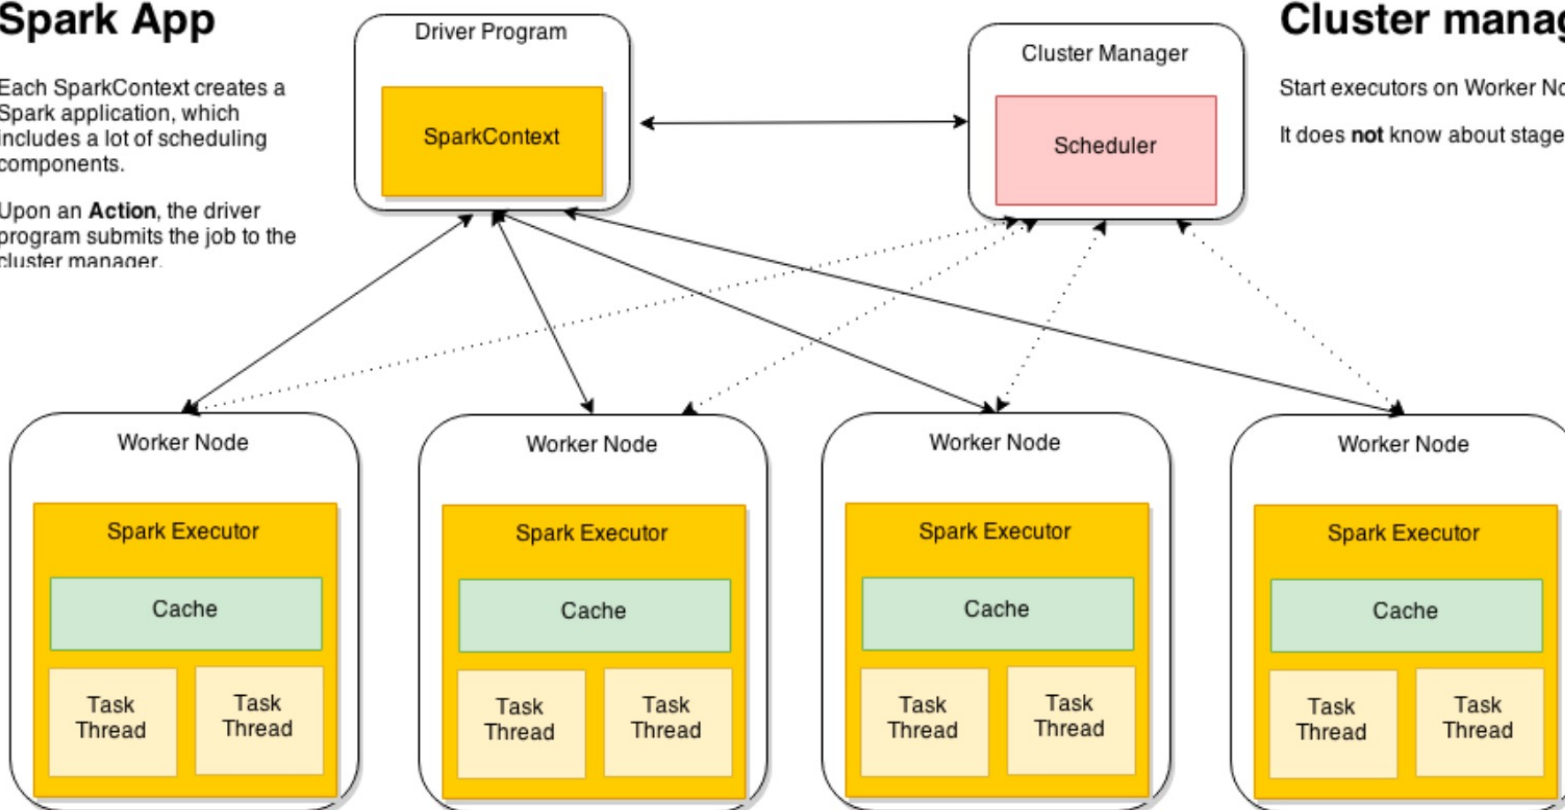 Spark App
Each SparkContext creates a
Spark application, which
includes a lot of scheduling
components.
Upon an Action, the driver
program submits the job to the
cluster manager.
Driver Program
SparkContext
Cluster Manager
Scheduler
Cluster
Start executors on Worker
It does not know about
Worker Node
Spark Executor
Cache
Task
Thread
Task
Thread
Worker Node
Spark Executor
Cache
Task
Thread
Task
Thread
Worker Node
Spark Executor
Cache
Task
Thread
Task
Thread
Worker Node
Spark Executor
Cache
Task
Thread
Task
Thread